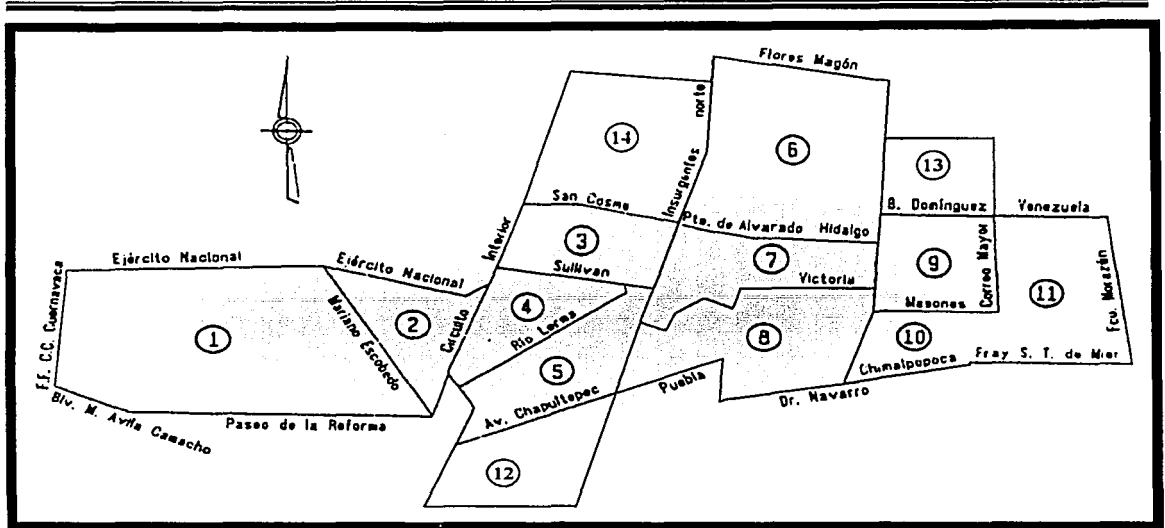 Flores Magón
norte
14
6
Insurgentes
13
San Cosme
B. Domínguez
Venezuela
Pte. de Alvarado
Hidalgo
Interior
3
7
Correo Mayor
Ejército Nacional
Ejército Nacional
Sullivan
Victoria
9
11
F.F. C.C. Cuernavaca
Mariano Escobedo
Mesones
Fcv. Morazán
1
2
Circuito
4
Río Lerma
8
10
Chimalpopoca
Fray S. T. de Mier
5
Puebla
Blv. M. Avila Camacho
Paseo de la Reforma
Av. Chapultepec
Dr. Navarro
12